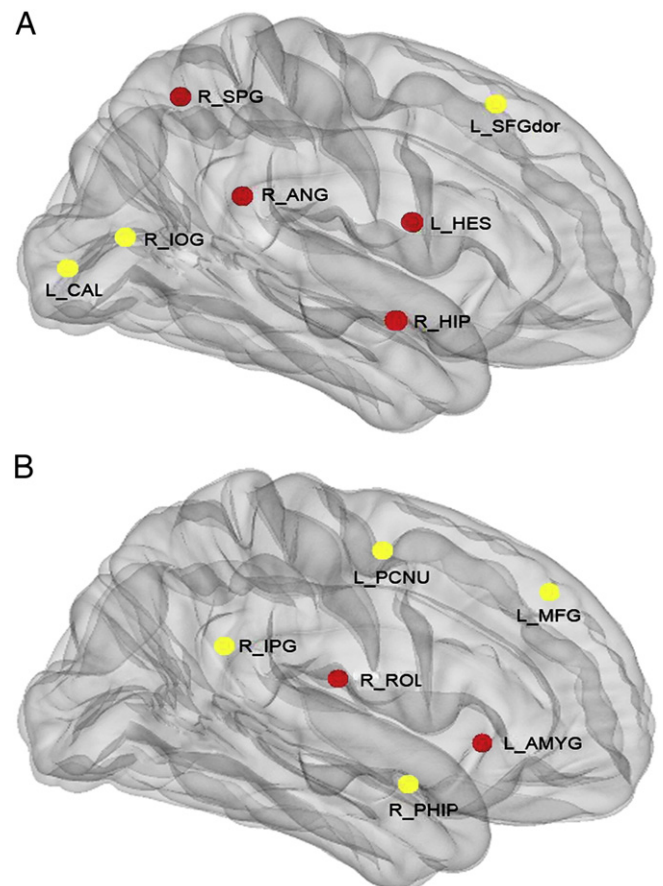 A
R_SPG
L_SFGdor
R_ANG
L_HES
R_IOG
L_CAL
R_HIP
B
L_PCNU
L_MFG
R_IPG
R_ROL
L_AMYG
R_PHIP